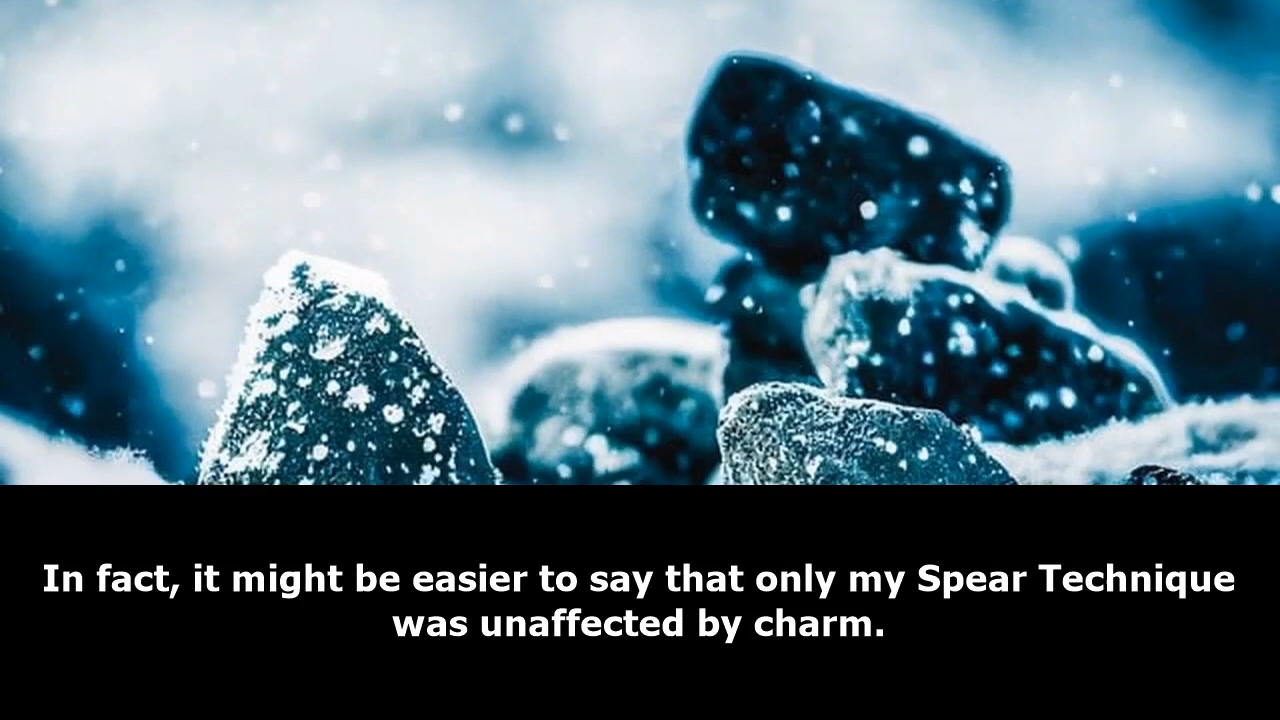 In fact, it might be easier to say that only my Spear Technique
was unaffected by charm.